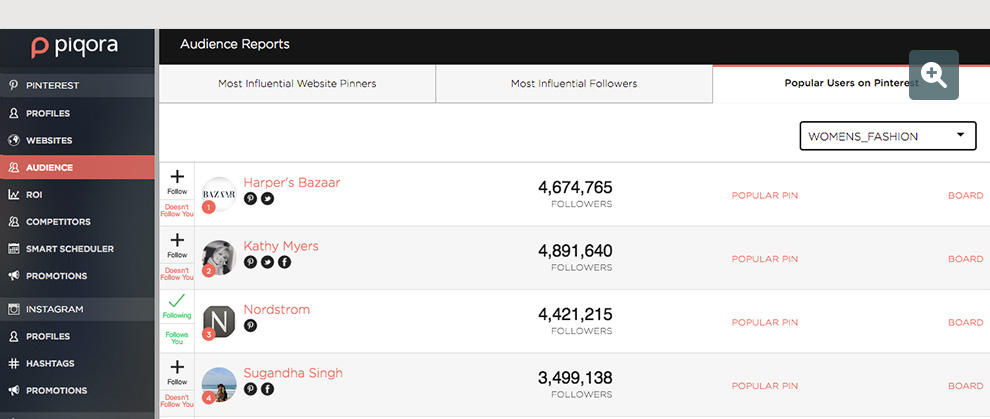 piqora
Audience Reports
PINTEREST
PROFILES
WEBSITES
AUDIENCE
ROI
COMPETITORS
SMART SCHEDULER
PROMOTIONS
INSTAGRAM
PROFILES
HASHTAGS
PROMOTIONS
Most Influential Website Pinners
Most Influential Followers
Popular Users on Pinterest
WOMENS_FASHION
Follow
Doesn't
Follow You
BAZAAR
1
Harper's Bazaar
4,674,765
FOLLOWERS
POPULAR PIN
BOARD
Follow
Doesn't
Follow You
2
Kathy Myers
4,891,640
FOLLOWERS
POPULAR PIN
BOARD
Following
Follows
You
N
3
Nordstrom
4,421,215
FOLLOWERS
POPULAR PIN
BOARD
Follow
Doesn't
Follow You
4
Sugandha Singh
3,499,138
FOLLOWERS
POPULAR PIN
BOARD